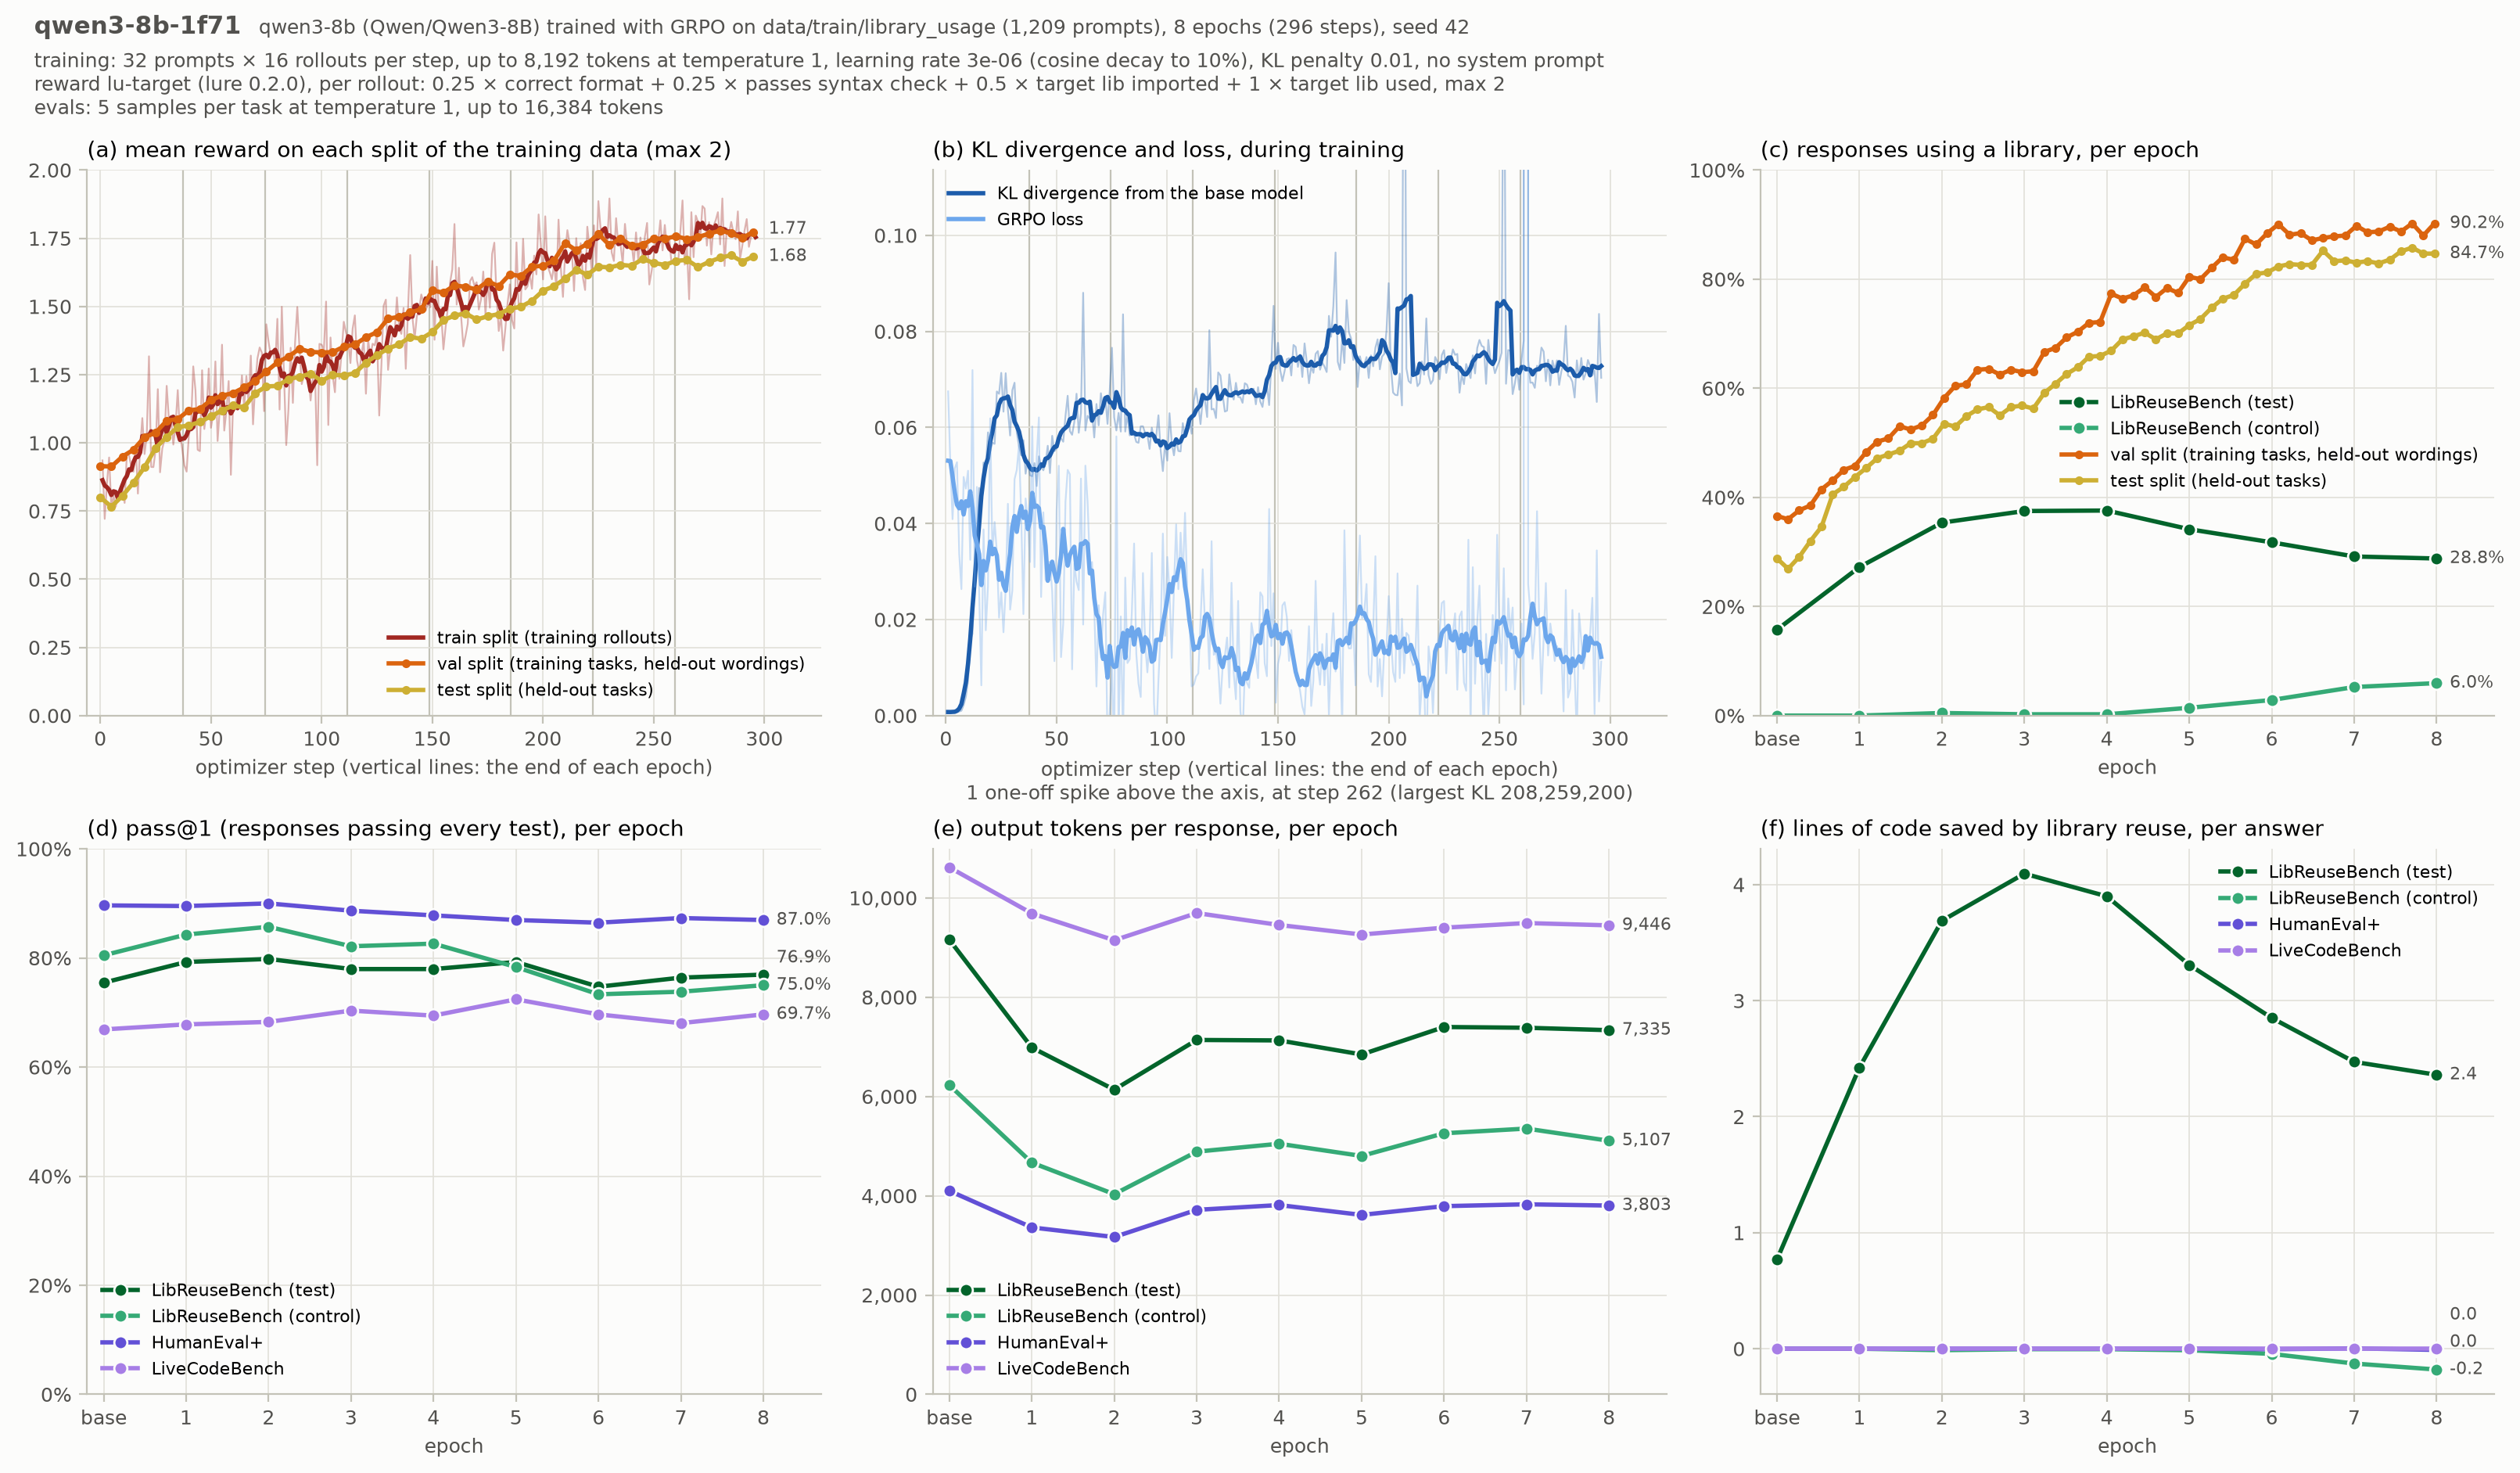 qwen3-8b-1f71 qwen3-8b (Qwen/Qwen3-8B) trained with GRPO on data/train/library_usage (1,209 prompts), 8 epochs (296 steps), seed 42
training: 32 prompts × 16 rollouts per step, up to 8,192 tokens at temperature 1, learning rate 3e-06 (cosine decay to 10%), KL penalty 0.01, no system prompt
reward lu-target (lure 0.2.0), per rollout: 0.25 × correct format + 0.25 × passes syntax check + 0.5 × target lib imported + 1 × target lib used, max 2
evals: 5 samples per task at temperature 1, up to 16,384 tokens
(a) mean reward on each split of the training data (max 2)
2.00
1.75
1.50
1.25
1.00
0.75
0.50
0.25
0.00
1.77
1.68
train split (training rollouts)
val split (training tasks, held-out wordings)
test split (held-out tasks)
0 50 100 150 200 250 300
optimizer step (vertical lines: the end of each epoch)
(b) KL divergence and loss, during training
KL divergence from the base model
GRPO loss
0.10
0.08
0.06
0.04
0.02
0.00
0 50 100 150 200 250 300
optimizer step (vertical lines: the end of each epoch)
1 one-off spike above the axis, at step 262 (largest KL 208,259,200)
(c) responses using a library, per epoch
100%
80%
60%
40%
20%
0%
90.2%
84.7%
28.8%
6.0%
LibReuseBench (test)
LibReuseBench (control)
val split (training tasks, held-out wordings)
test split (held-out tasks)
base 1 2 3 4 5 6 7 8
epoch
(d) pass@1 (responses passing every test), per epoch
100%
80%
60%
40%
20%
0%
87.0%
76.9%
75.0%
69.7%
LibReuseBench (test)
LibReuseBench (control)
HumanEval+
LiveCodeBench
base 1 2 3 4 5 6 7 8
epoch
(e) output tokens per response, per epoch
10,000
8,000
6,000
4,000
2,000
0
9,446
7,335
5,107
3,803
LibReuseBench (test)
LibReuseBench (control)
HumanEval+
LiveCodeBench
base 1 2 3 4 5 6 7 8
epoch
(f) lines of code saved by library reuse, per answer
4
3
2
1
0
LibReuseBench (test)
LibReuseBench (control)
HumanEval+
LiveCodeBench
2.4
0.0
0.0
-0.2
base 1 2 3 4 5 6 7 8
epoch